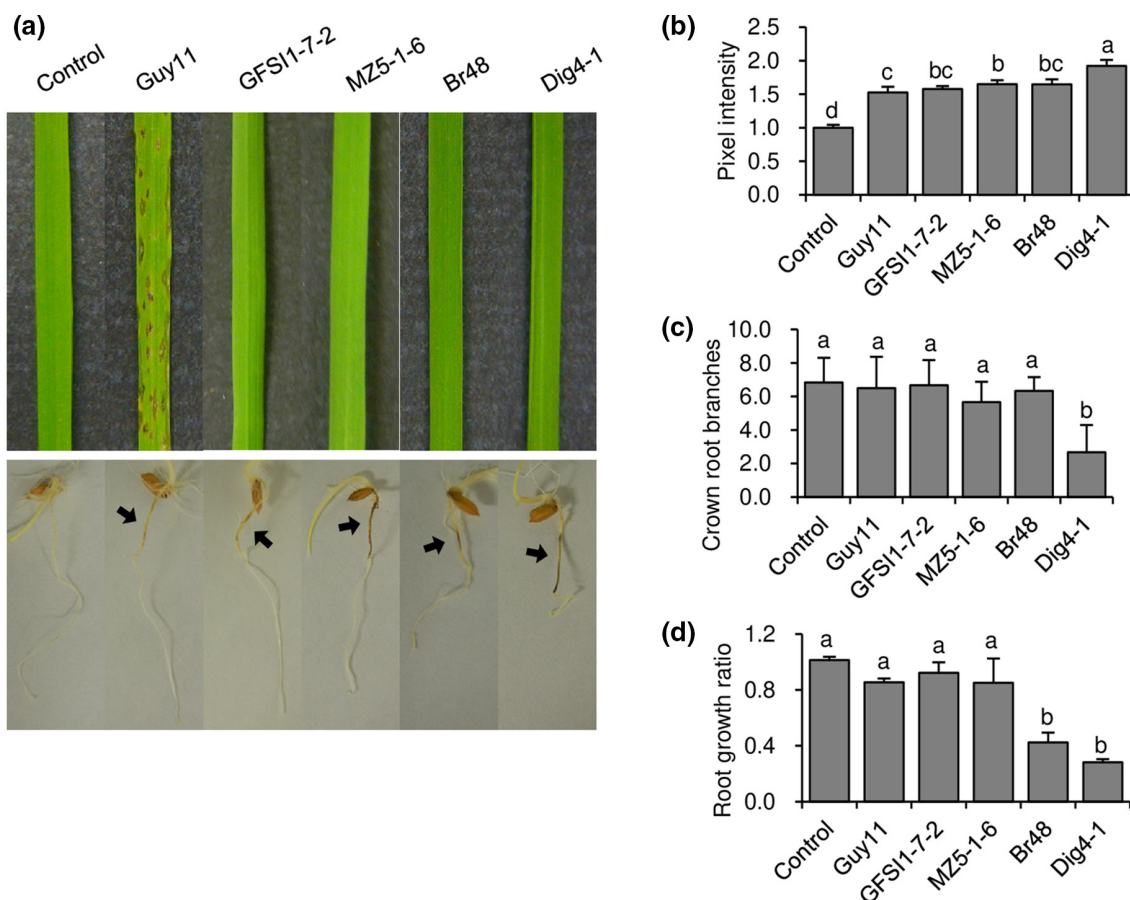 (a)
Control Guy11 GFSI1-7-2 MZ5-1-6 Br48 Dig4-1
(b)
Pixel intensity
2.5
2.0
1.5
1.0
0.5
0.0
d c bc b bc a
Control Guy11 GFSI1-7-2 MZ5-1-6 Br48 Dig4-1
(c)
Crown root branches
10.0
8.0
6.0
4.0
2.0
0.0
a a a a a b
Control Guy11 GFSI1-7-2 MZ5-1-6 Br48 Dig4-1
(d)
Root growth ratio
1.2
0.8
0.4
0.0
a a a a b b
Control Guy11 GFSI1-7-2 MZ5-1-6 Br48 Dig4-1